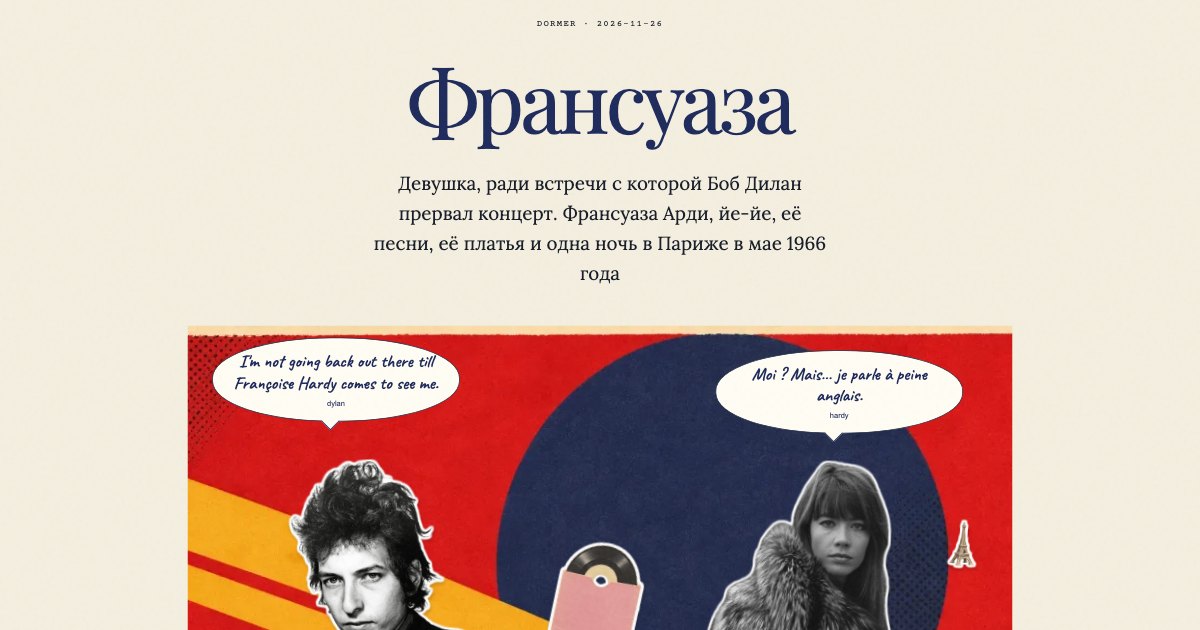 DORMER · 2026-11-26
Франсуаза
Девушка, ради встречи с которой Боб Дилан
прервал концерт. Франсуаза Арди, йе-йе, её
песни, её платья и одна ночь в Париже в мае 1966
года
I'm not going back out there till
Françoise Hardy comes to see me.
dylan
Moi ? Mais... je parle à peine
anglais.
hardy